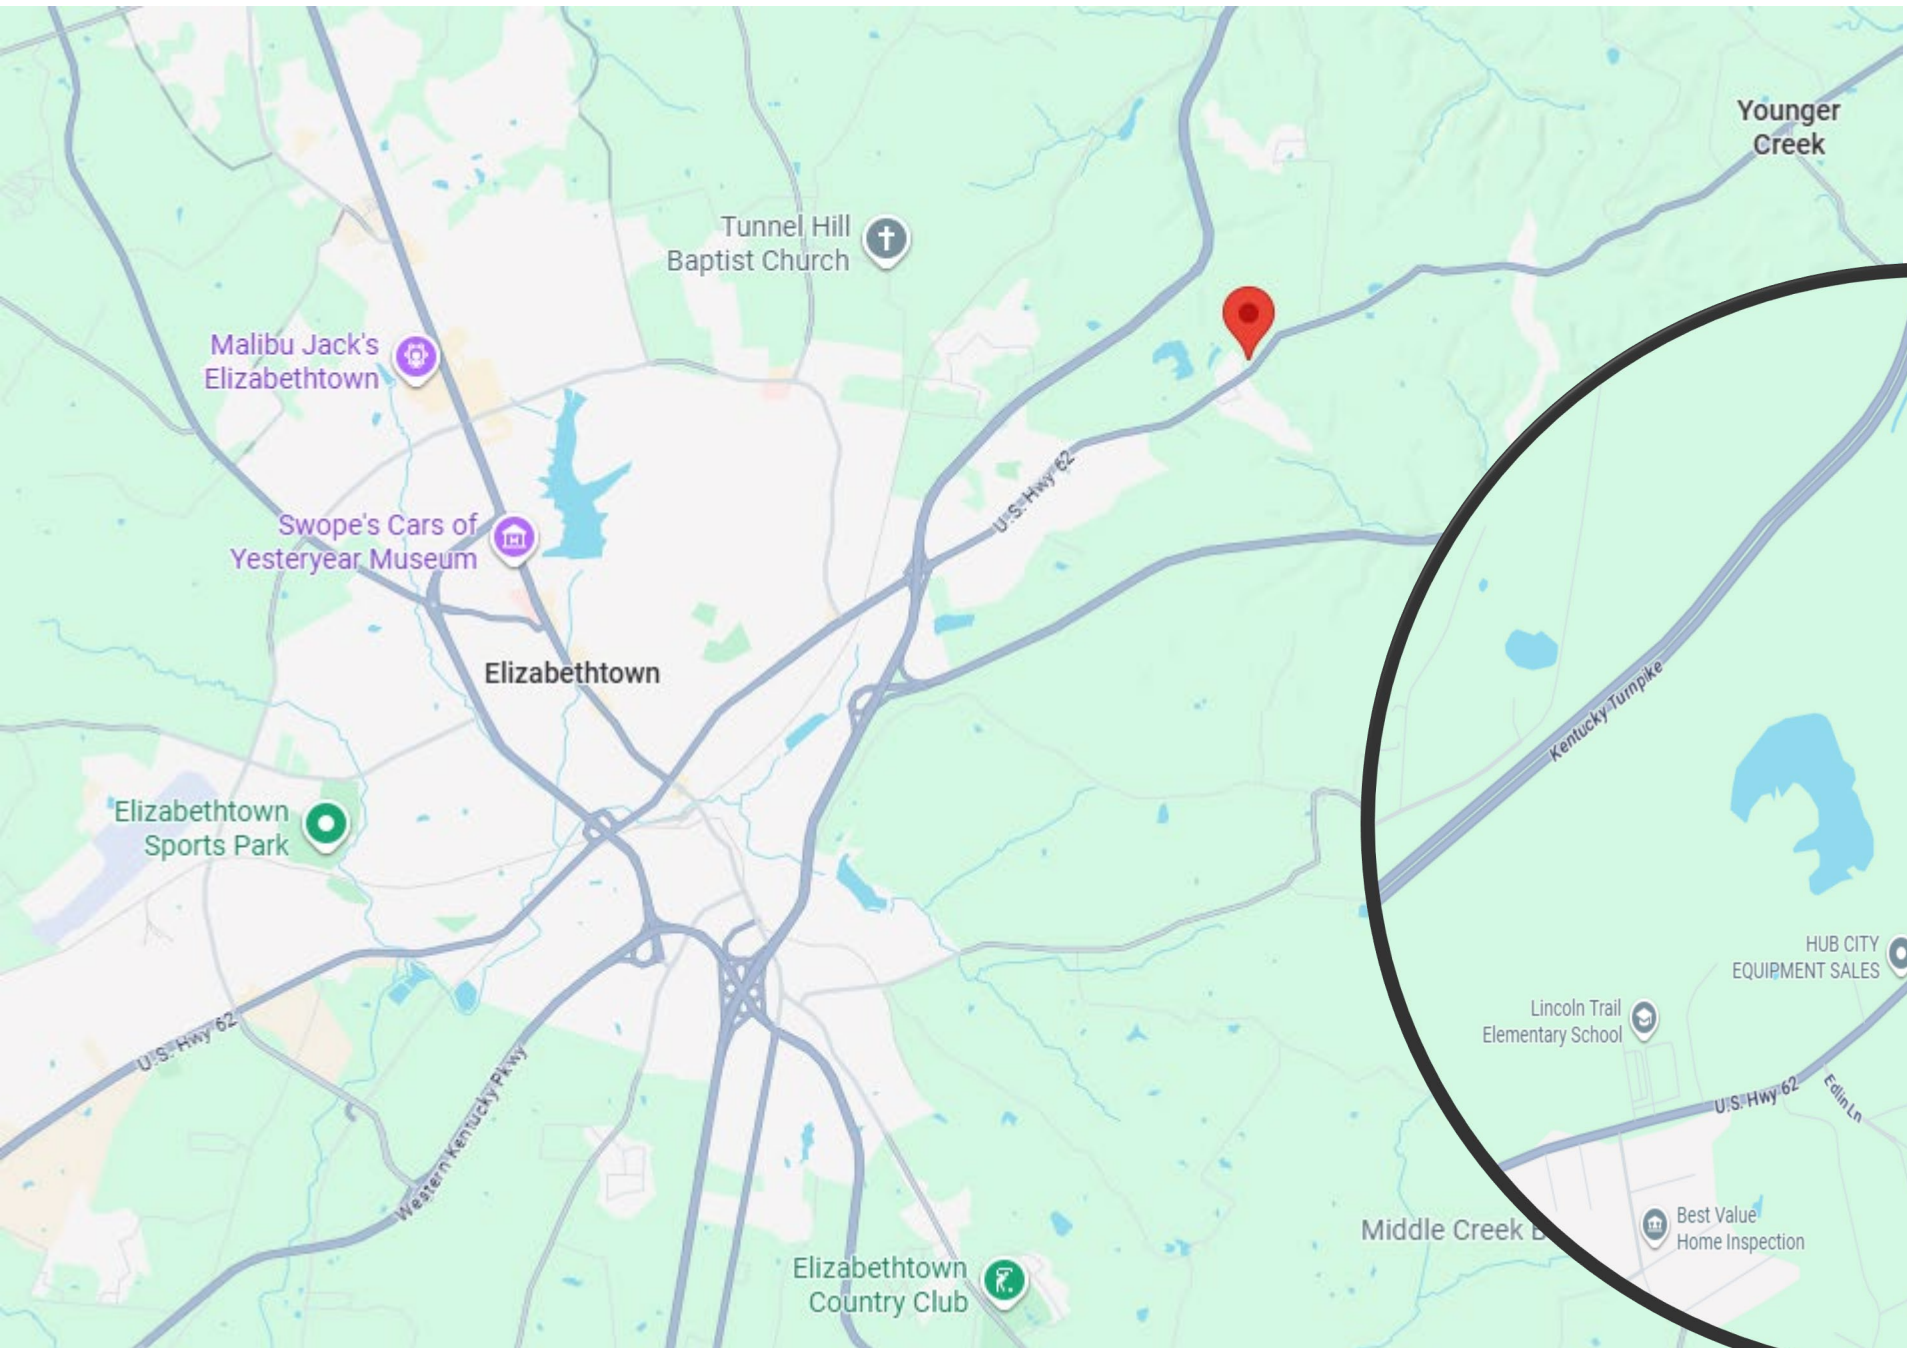 Younger
Creek
Tunnel Hill
Baptist Church
Malibu Jack's
Elizabethtown
U.S. Hwy 62
Swope's Cars of
Yesteryear Museum
Elizabethtown
Kentucky Turnpike
Elizabethtown
Sports Park
HUB CITY
EQUIPMENT SALES
Lincoln Trail
Elementary School
U.S. Hwy 62
U.S. Hwy 62
Edlin Ln
Western Kentucky Pkwy
Middle Creek
Best Value
Home Inspection
Elizabethtown
Country Club